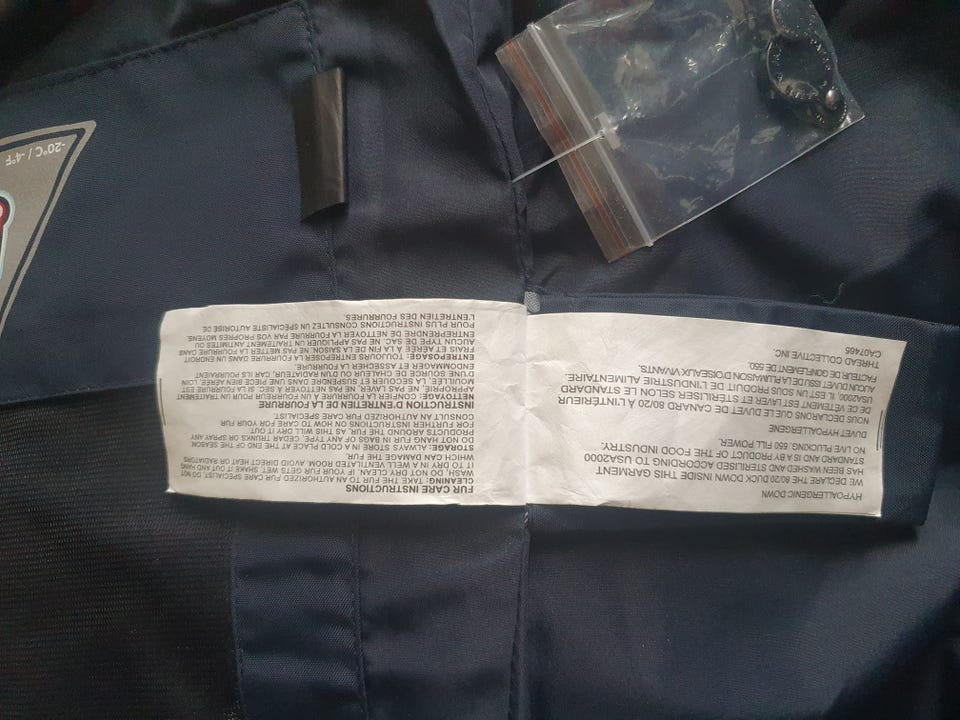 HYPOALLERGENIC DOWN
WE DECLARE THE 80/20 DUCK DOWN INSIDE THIS GARMENT
HAS BEEN WASHED AND STERILISED ACCORDING TO USA2000
STANDARD AND IS BY A PRODUCT OF THE FOOD INDUSTRY.
NO LIVE PLUCKING. 550 FILL POWER.
DUVET HYPOALLERGENE
NOUS DECLARONS QUE LE DUVET DE CANARD 80/20 À L'INTÉRIEUR
DE CE VÊTEMENT EST LAYER ET STÉRILISER SELON SELON LE STANDARD
USA2000. IL EST UN SOUS PRODUIT DE L'INDUSTRIE ALIMENTAIRE.
AUCUN DUVET ISSU DE LA PLUMAISON D'OISEAUX VIVANTS.
FACTEUR DE COMPLEMENT DE 550.
THREAD COLLECTIVE INC.
CA07465
FUR CARE INSTRUCTIONS
CLEANING: TAKE THE FUR TO AN AUTHORIZED FUR CARE SPECIALIST. DO NOT
WASH. DO NOT DRY CLEAN. IF YOUR FUR GETS WET, SHAKE IT OUT AND HANG
IT TO DRY IN A WELL VENTILATED ROOM. AVOID ANY DIRECT HEAT OR RADIATORS
WHICH CAN DAMAGE THE FUR.
STORAGE: ALWAYS STORE IN A COLD PLACE AT THE END OF THE SEASON
DO NOT HANG FUR IN BAGS OF ANY TYPE, CEDAR TRUNKS OR SPRAY ANY
PRODUCTS AROUND THE FUR, AS THIS WILL DRY IT OUT.
FOR FURTHER INSTRUCTIONS ON HOW TO CARE FOR YOUR FUR
CONSULT AN AUTHORIZED FUR CARE SPECIALIST.
INSTRUCTION D'ENTRETIEN DE LA FOURRURE
NETTOYAGE: CONFIER LE NETTOYAGE DE LA FOURRURE POUR UN TRAITEMENT
APPROPRIÉ. NE PAS LAVER, NE PAS NETTOYER À SEC. SI VOTRE FOURRURE EST
MOUILLÉE, LA SECOUER ET SUSPENDRE DANS UNE PIÈCE BIEN AÉRÉE, LOIN
D'UNE SOURCE DE CHALEUR OU D'UN RADIATEUR, CAR ILS POURRAIENT
ENDOMMAGER ET ASSÉCHER LA FOURRURE.
ENTREPOSAGE: TOUJOURS ENTREPOSER LA FOURRURE DANS UN ENDROIT
FRAIS ET AÉRÉ À LA FIN DE LA SAISON. NE PAS METTRE LA FOURRURE DANS
AUCUN TYPE DE SAC. NE PAS APPLIQUER UN TRAITEMENT ANTIMITES OU
ENTREPRENDRE DE NETTOYER LA FOURRURE PAR VOS PROPRES MOYENS.
POUR PLUS INSTRUCTIONS CONSULTEZ UN SPÉCIALISTE AUTORISÉ DE
L'ENTRETIEN DES FOURRURES.
-20°C / -4°F